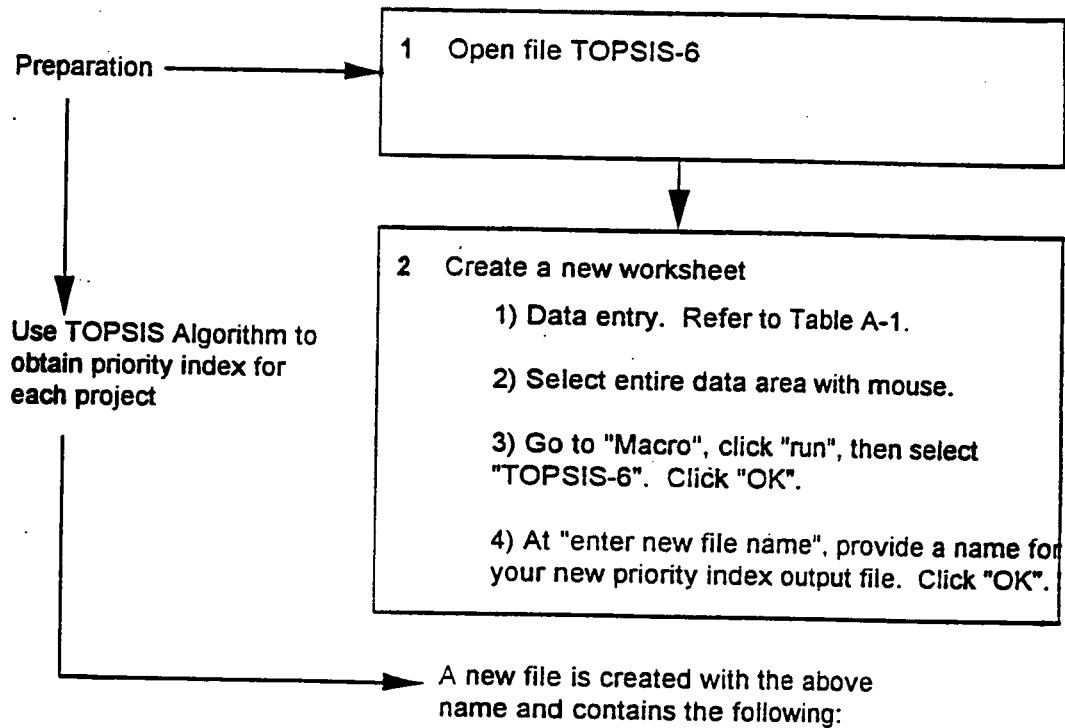 Preparation
1 Open file TOPSIS-6
2 Create a new worksheet
1) Data entry. Refer to Table A-1.
2) Select entire data area with mouse.
3) Go to "Macro", click "run", then select
"TOPSIS-6". Click "OK".
4) At "enter new file name", provide a name for
your new priority index output file. Click "OK".
Use TOPSIS Algorithm to
obtain priority index for
each project
A new file is created with the above
name and contains the following: